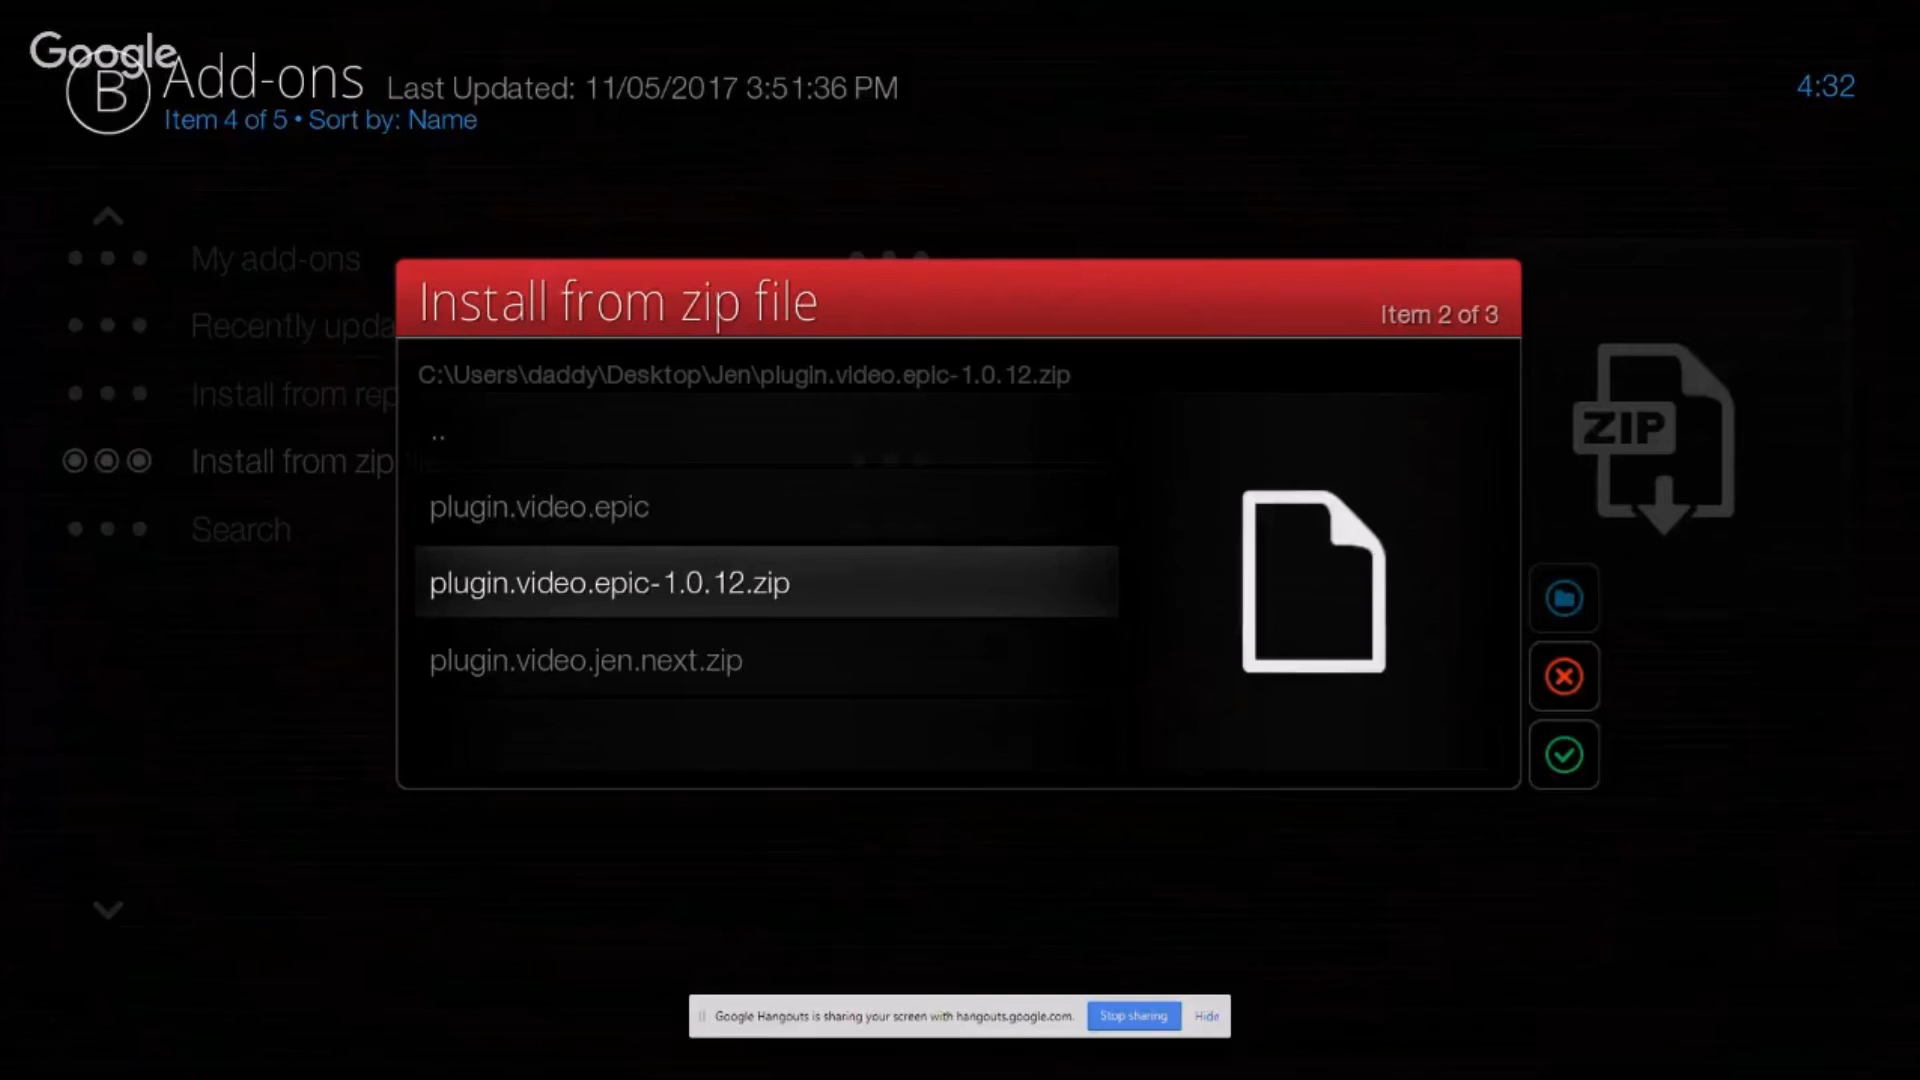 Google
B
Add-ons Last Updated: 11/05/2017 3:51:36 PM
4:32
Item 4 of 5 • Sort by: Name
My add-ons
Recently upda
Install from rep
Install from zip
Search
Install from zip file
Item 2 of 3
C:\Users\daddy\Desktop\Jen\plugin.video.epic-1.0.12.zip
..
plugin.video.epic
plugin.video.epic-1.0.12.zip
plugin.video.jen.next.zip
ZIP
Google Hangouts is sharing your screen with hangouts.google.com.
Stop sharing
Hide